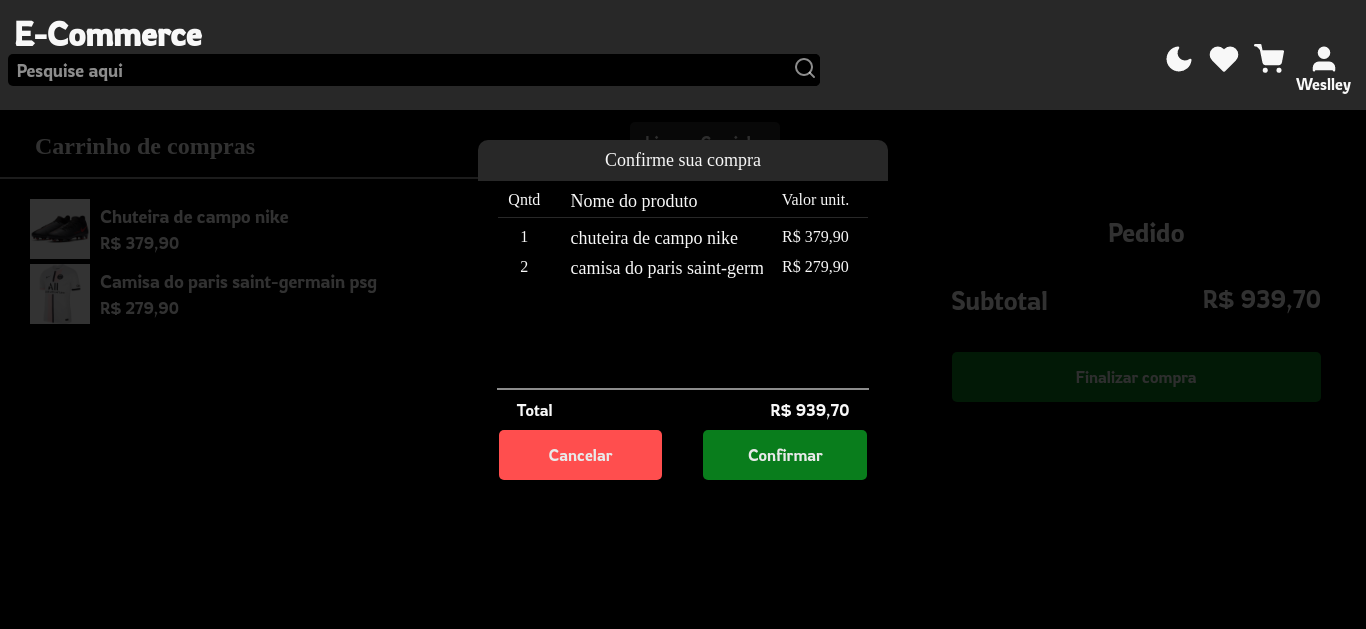 E-Commerce
Pesquise aqui
Weslley
Carrinho de compras
Confirme sua compra
Qntd Nome do produto Valor unit.
1 chuteira de campo nike R$ 379,90
2 camisa do paris saint-germ R$ 279,90
Total R$ 939,70
Cancelar Confirmar
Chuteira de campo nike
R$ 379,90
Camisa do paris saint-germain psg
R$ 279,90
Pedido
Subtotal R$ 939,70
Finalizar compra